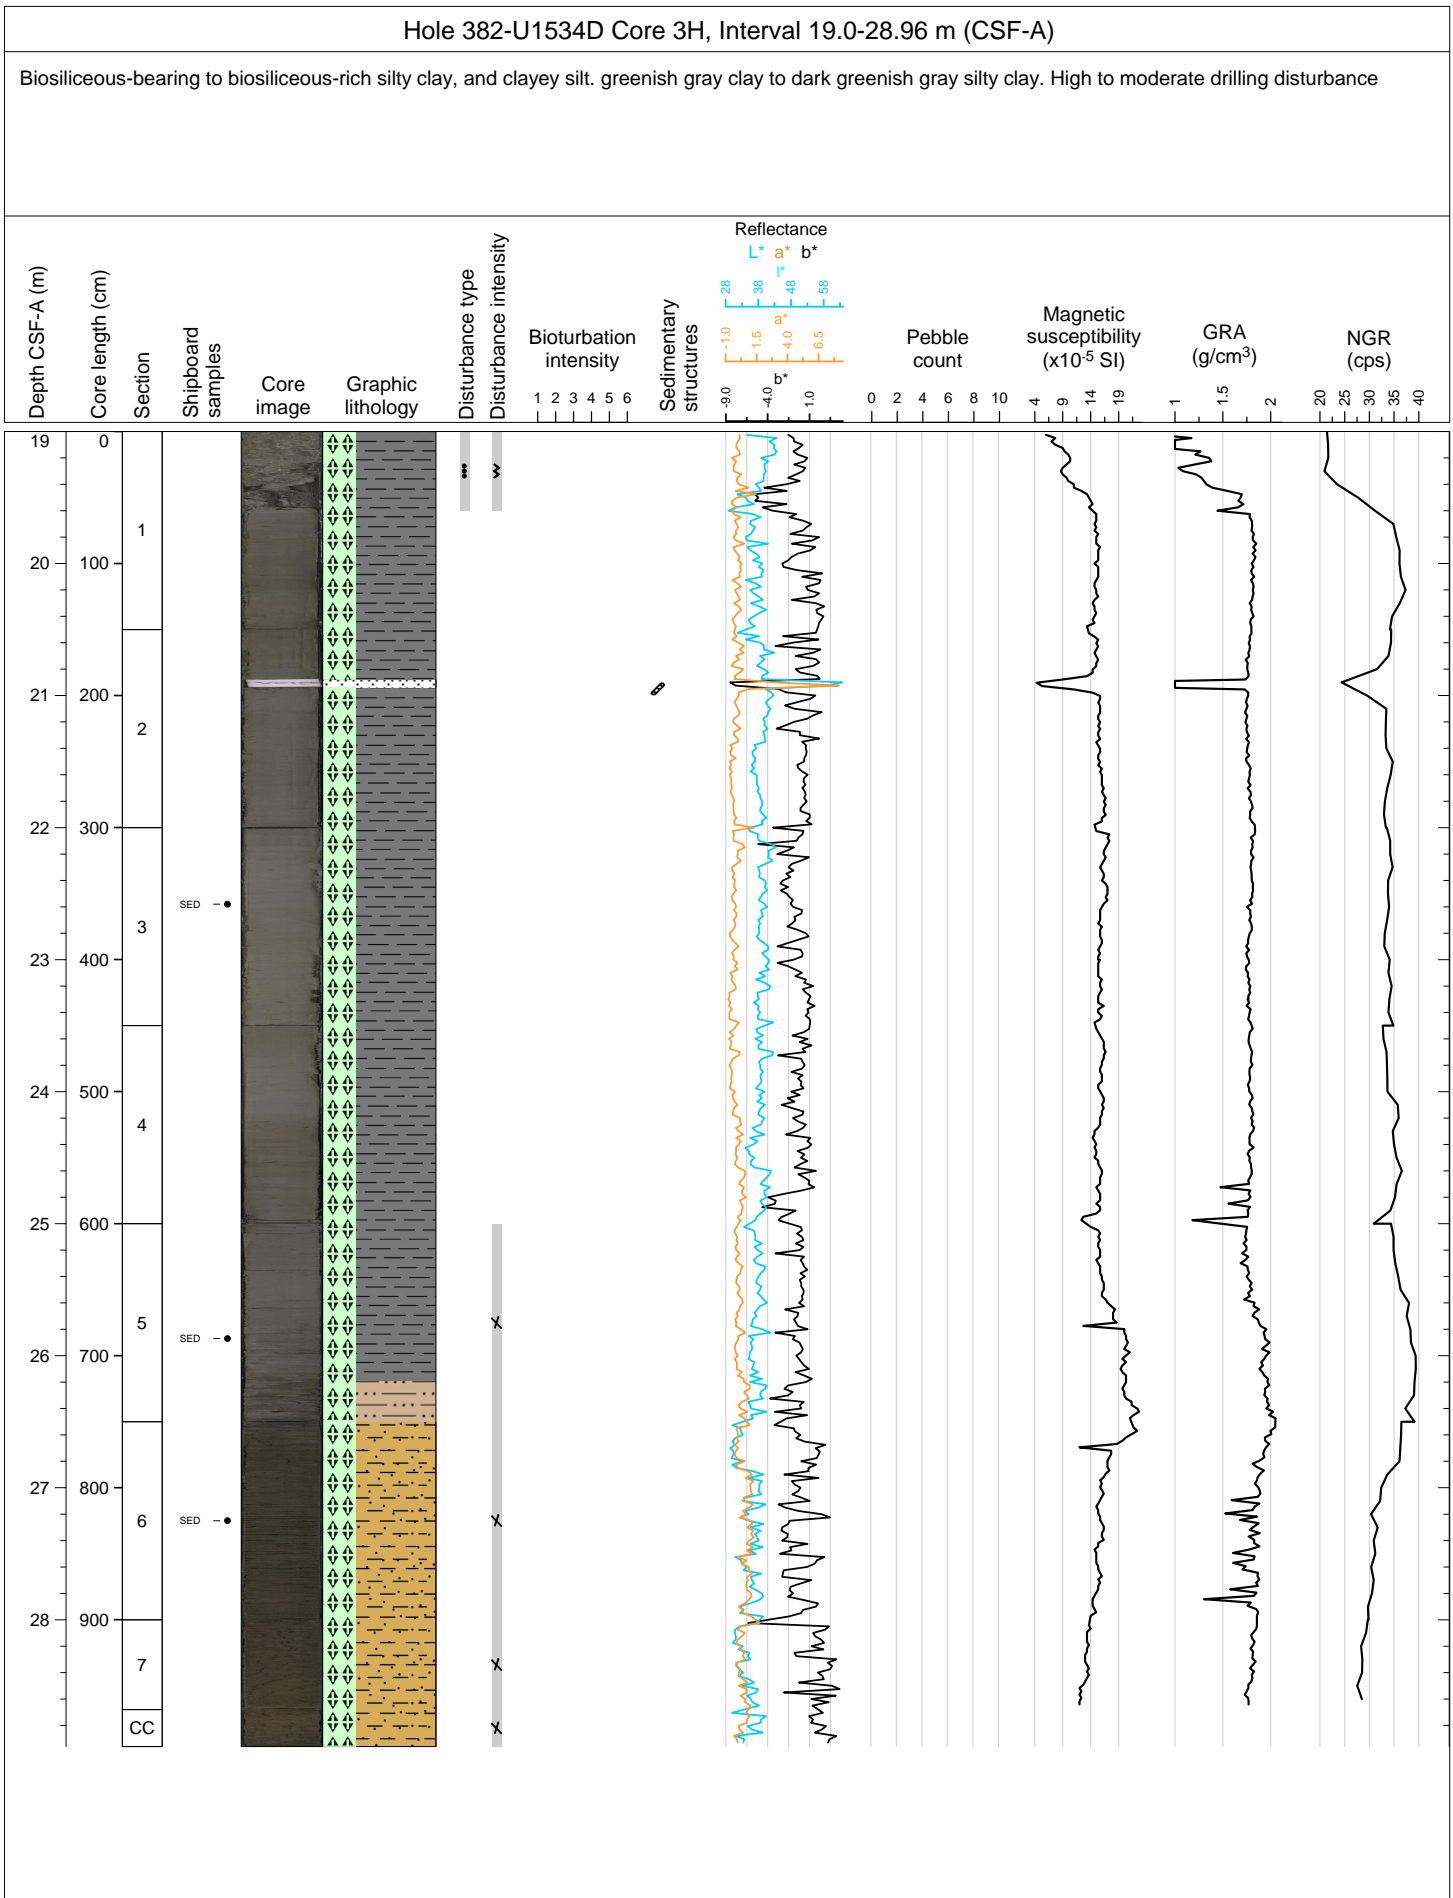 Hole 382-U1534D Core 3H, Interval 19.0-28.96 m (CSF-A)
Biosiliceous-bearing to biosiliceous-rich silty clay, and clayey silt. greenish gray clay to dark greenish gray silty clay. High to moderate drilling disturbance
Depth CSF-A (m)
Core length (cm)
Section
Shipboard
samples
Core
image
Graphic
lithology
Disturbance type
Disturbance intensity
Bioturbation
intensity
1 2 3 4 5 6
Sedimentary
structures
Reflectance
L* a* b*
l*
28 38 48 58
a*
-1.0 1.5 4.0 6.5
b*
-9.0 -4.0 1.0
Pebble
count
0 2 4 6 8 10
Magnetic
susceptibility
(x10-5 SI)
4 9 14 19
GRA
(g/cm3)
1 1.5 2
NGR
(cps)
20 25 30 35 40
19 0
1
20 100
21 200
2
22 300
SED
3
23 400
24 500
4
25 600
5
SED
26 700
27 800
6 SED
28 900
7
CC